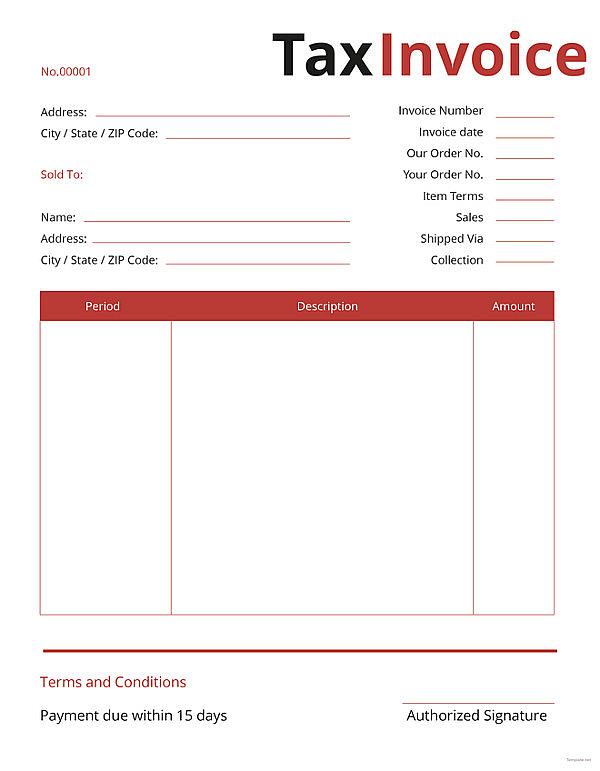 Tax Invoice
No.00001
Address:
City / State / ZIP Code:
Sold To:
Name:
Address:
City / State / ZIP Code:
Invoice Number
Invoice date
Our Order No.
Your Order No.
Item Terms
Sales
Shipped Via
Collection
Period Description Amount
Terms and Conditions
Payment due within 15 days
Authorized Signature
Template.net